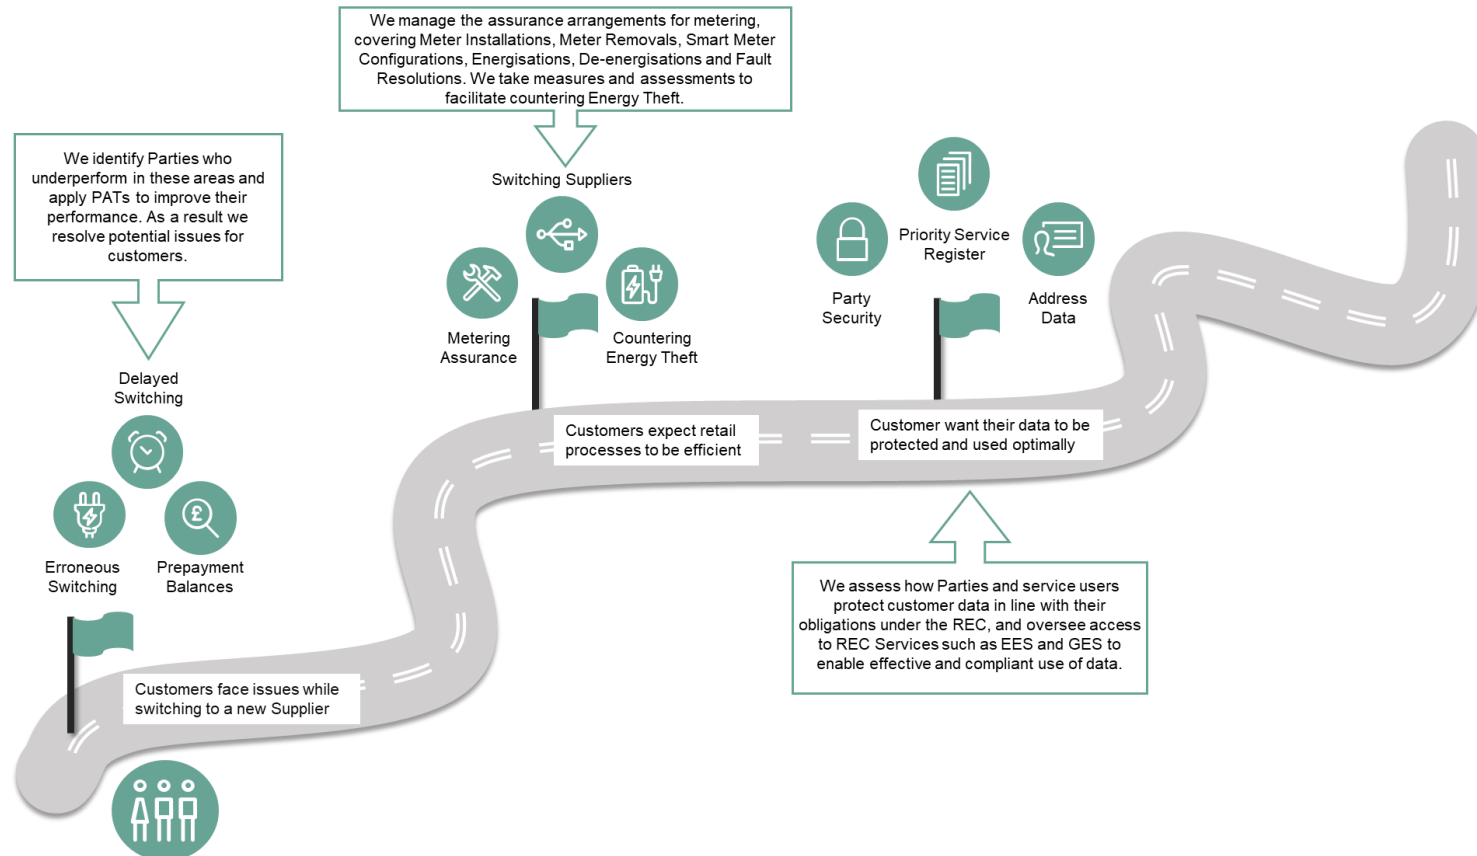 We manage the assurance arrangements for metering,
covering Meter Installations, Meter Removals, Smart Meter
Configurations, Energisations, De-energisations and Fault
Resolutions. We take measures and assessments to
facilitate countering Energy Theft.
We identify Parties who
underperform in these areas and
apply PATs to improve their
performance. As a result we
resolve potential issues for
customers.
Switching Suppliers
Metering
Assurance
Countering
Energy Theft
Priority Service
Register
Party
Security
Address
Data
Delayed
Switching
£
Erroneous
Switching
Prepayment
Balances
Customers expect retail
processes to be efficient
Customer want their data to be
protected and used optimally
We assess how Parties and service users
protect customer data in line with their
obligations under the REC, and oversee access
to REC Services such as EES and GES to
enable effective and compliant use of data.
Customers face issues while
switching to a new Supplier